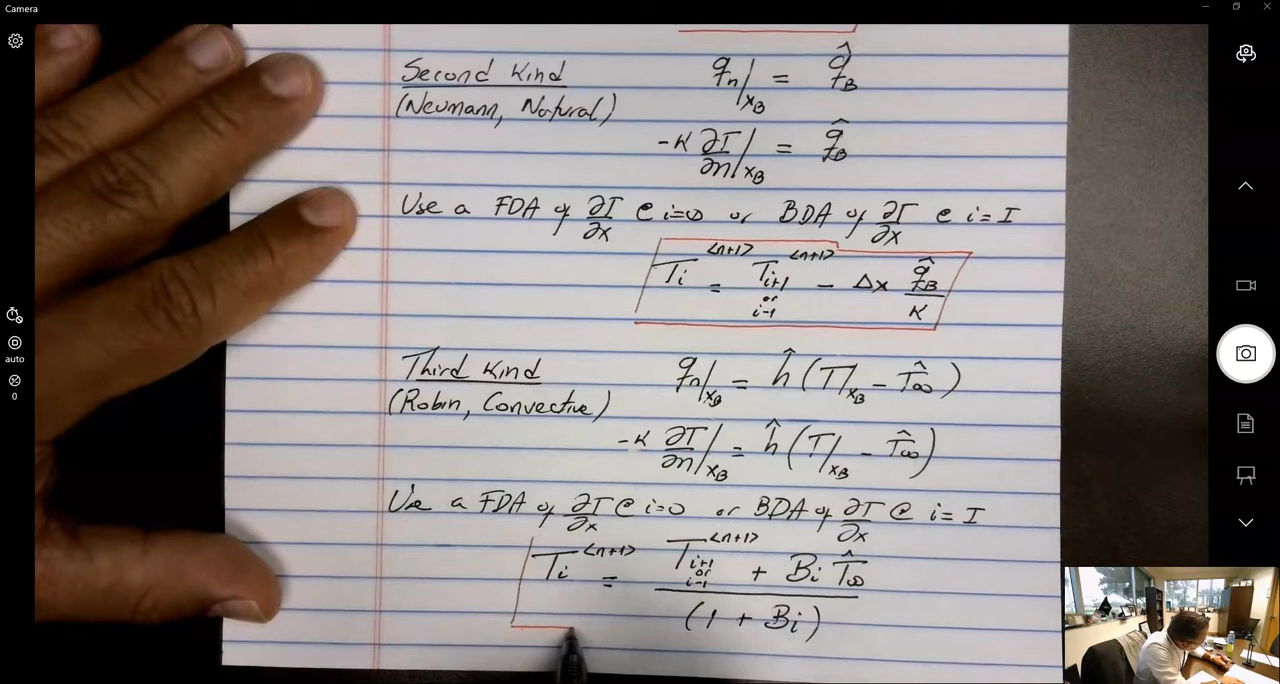 Camera
Second Kind
(Neumann, Natural)
q_n|_{x_B} = q̂_B
-K ∂T/∂n|_{x_B} = q̂_B
Use a FDA of ∂T/∂x @ i=0 or BDA of ∂T/∂x @ i=I
T_i^{<n+1>} = T_{i+1 or i-1}^{<n+1>} - Δx q̂_B/K
Third Kind
(Robin, Convective)
q_n|_{x_B} = ĥ(T|_{x_B} - T̂_∞)
-K ∂T/∂n|_{x_B} = ĥ(T|_{x_B} - T̂_∞)
Use a FDA of ∂T/∂x @ i=0 or BDA of ∂T/∂x @ i=I
T_i^{<n+1>} = (T_{i+1 or i-1}^{<n+1>} + Bi T̂_∞)/(1 + Bi)
auto
0